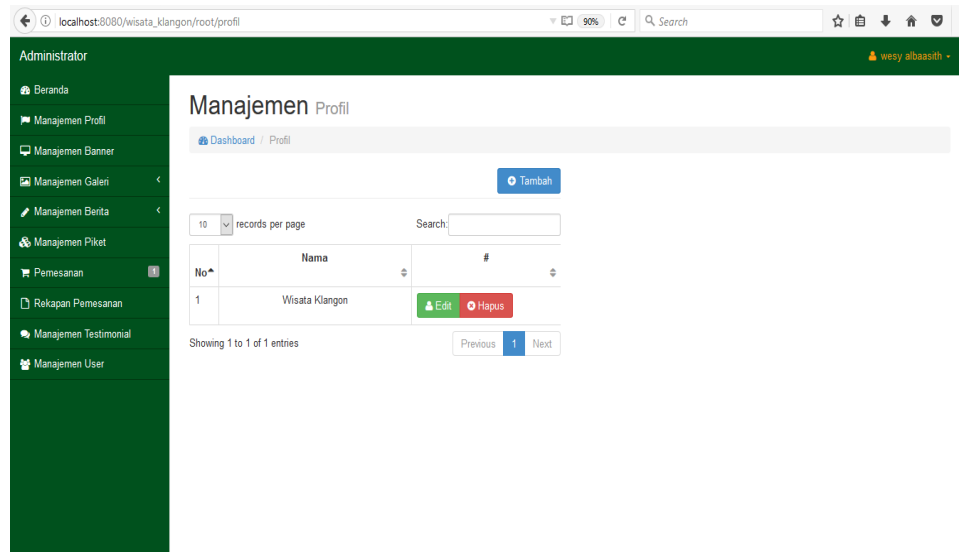 localhost:8080/wisata_klangon/root/profil
90%
Search
Administrator
wesy albaasith
Beranda
Manajemen Profil
Manajemen Banner
Manajemen Galeri
Manajemen Berita
Manajemen Piket
Pemesanan 1
Rekapan Pemesanan
Manajemen Testimonial
Manajemen User
Manajemen Profil
Dashboard / Profil
Tambah
10 records per page Search:
No Nama #
1 Wisata Klangon Edit Hapus
Showing 1 to 1 of 1 entries Previous 1 Next